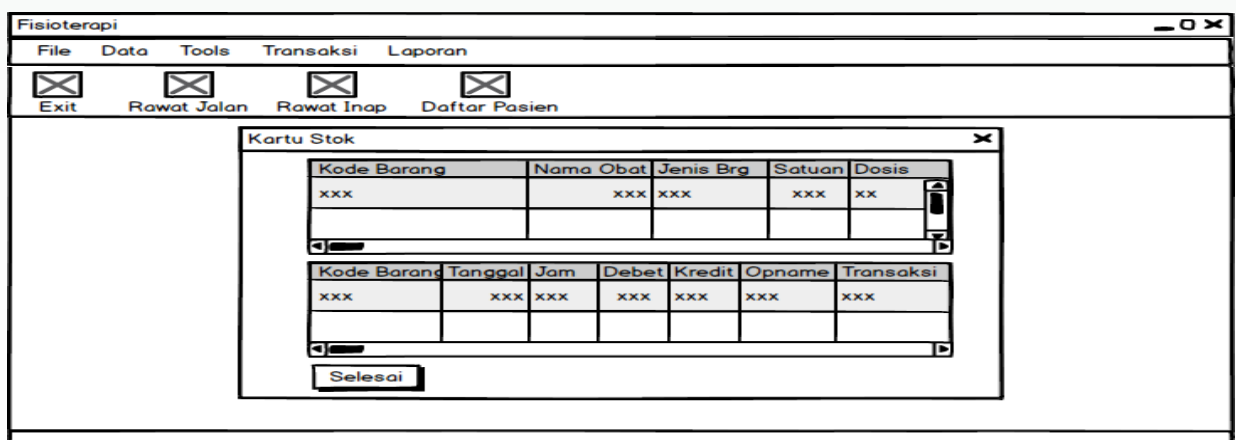 Fisioterapi
File Data Tools Transaksi Laporan
Exit Rawat Jalan Rawat Inap Daftar Pasien
Kartu Stok
Kode Barang Nama Obat Jenis Brg Satuan Dosis
xxx xxx xxx xxx xx
Kode Barang Tanggal Jam Debet Kredit Opname Transaksi
xxx xxx xxx xxx xxx xxx xxx
Selesai